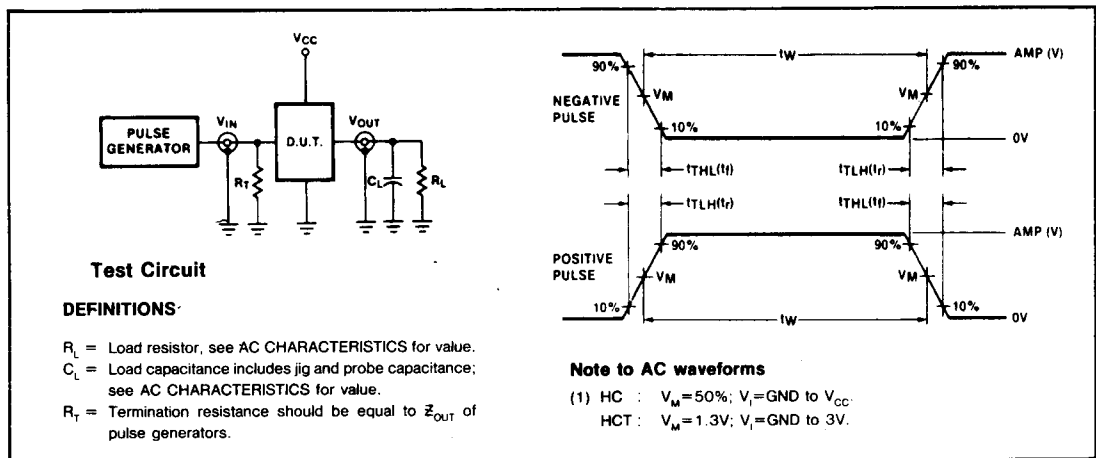 VCC
PULSE
GENERATOR
VIN
D.U.T.
VOUT
RT
CL
RL
Test Circuit
DEFINITIONS
RL = Load resistor, see AC CHARACTERISTICS for value.
CL = Load capacitance includes jig and probe capacitance;
see AC CHARACTERISTICS for value.
RT = Termination resistance should be equal to ZOUT of
pulse generators.
tW
AMP (V)
90%
90%
NEGATIVE
PULSE
VM
VM
10%
10%
0V
tTHL(tf)
tTLH(tr)
tTLH(tr)
tTHL(tf)
AMP (V)
90%
90%
POSITIVE
PULSE
VM
VM
10%
10%
tW
0V
Note to AC waveforms
(1) HC : VM=50%; VI=GND to VCC.
HCT : VM=1.3V; VI=GND to 3V.